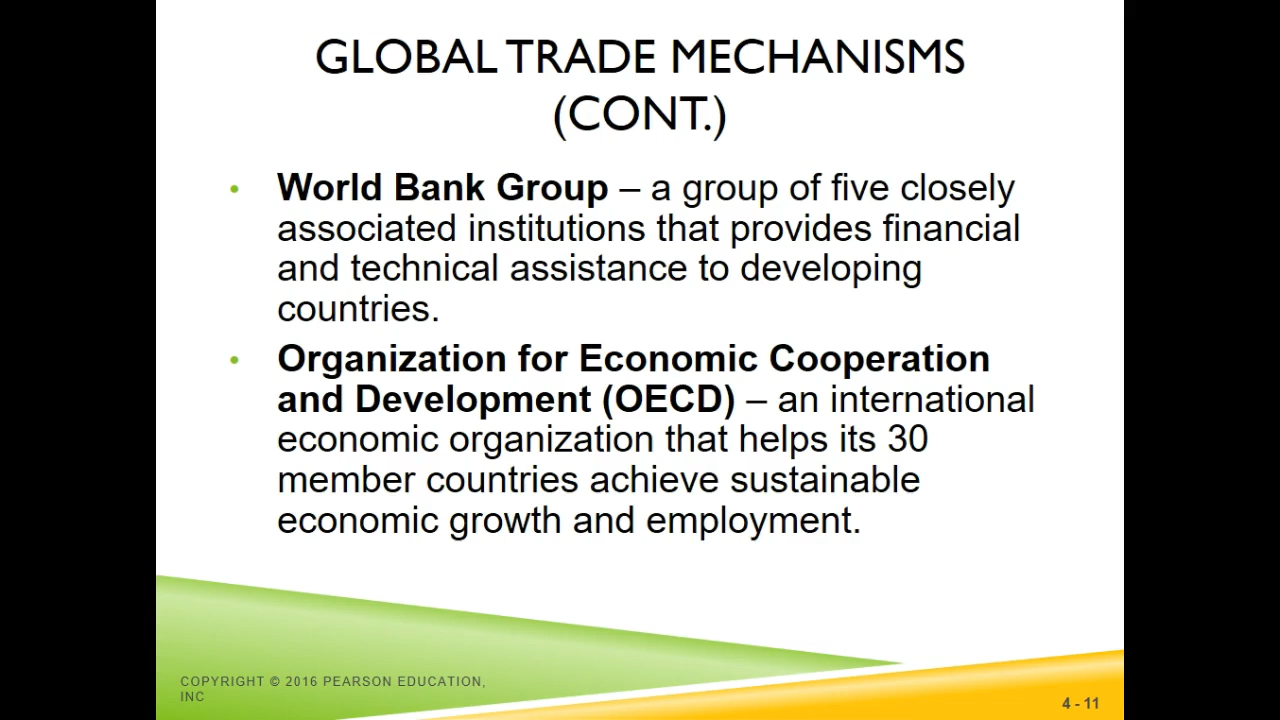 GLOBAL TRADE MECHANISMS
(CONT.)
• World Bank Group – a group of five closely
associated institutions that provides financial
and technical assistance to developing
countries.
• Organization for Economic Cooperation
and Development (OECD) – an international
economic organization that helps its 30
member countries achieve sustainable
economic growth and employment.
COPYRIGHT © 2016 PEARSON EDUCATION,
INC
4 - 11